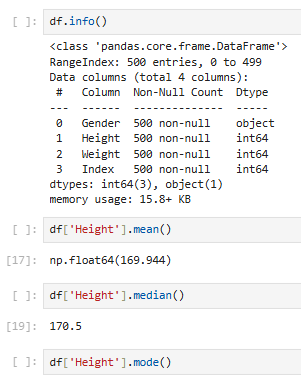 [ ]: df.info()
<class 'pandas.core.frame.DataFrame'>
RangeIndex: 500 entries, 0 to 499
Data columns (total 4 columns):
 #   Column  Non-Null Count  Dtype
---  ------  --------------  -----
 0   Gender  500 non-null    object
 1   Height  500 non-null    int64
 2   Weight  500 non-null    int64
 3   Index   500 non-null    int64
dtypes: int64(3), object(1)
memory usage: 15.8+ KB
[ ]: df['Height'].mean()
[17]: np.float64(169.944)
[ ]: df['Height'].median()
[19]: 170.5
[ ]: df['Height'].mode()